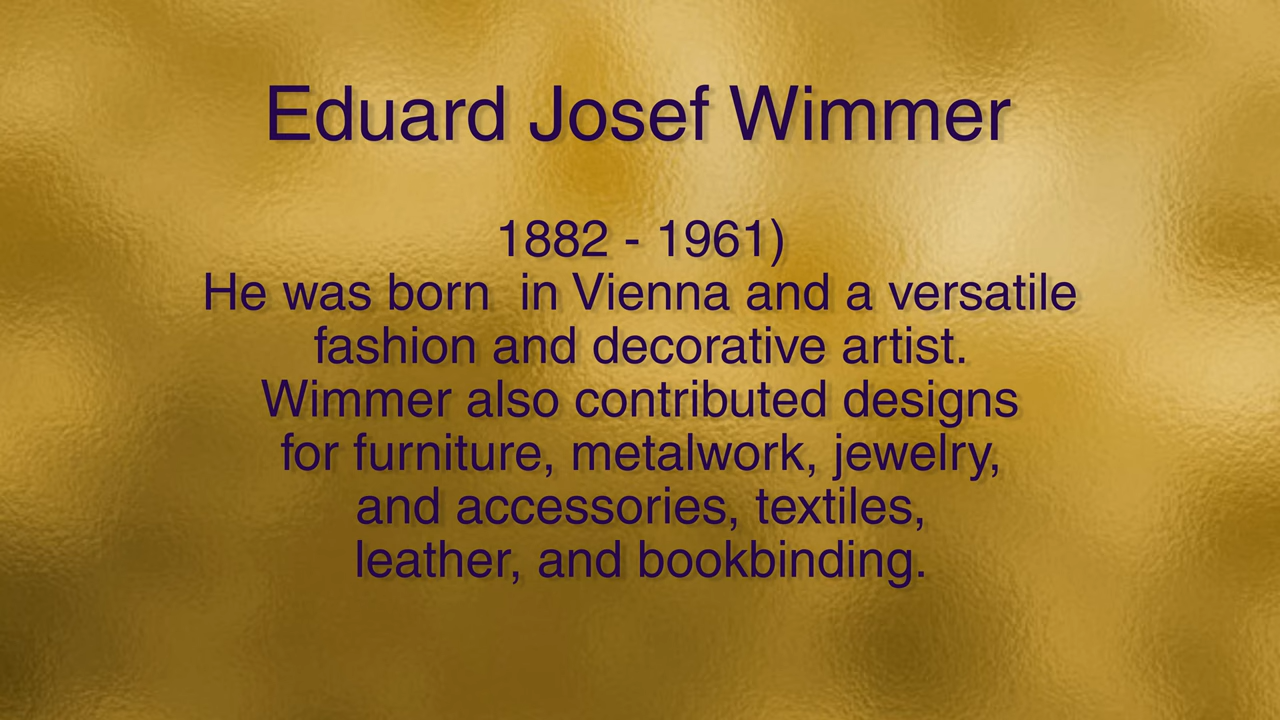 Eduard Josef Wimmer
1882 - 1961)
He was born  in Vienna and a versatile
fashion and decorative artist.
Wimmer also contributed designs
for furniture, metalwork, jewelry,
and accessories, textiles,
leather, and bookbinding.